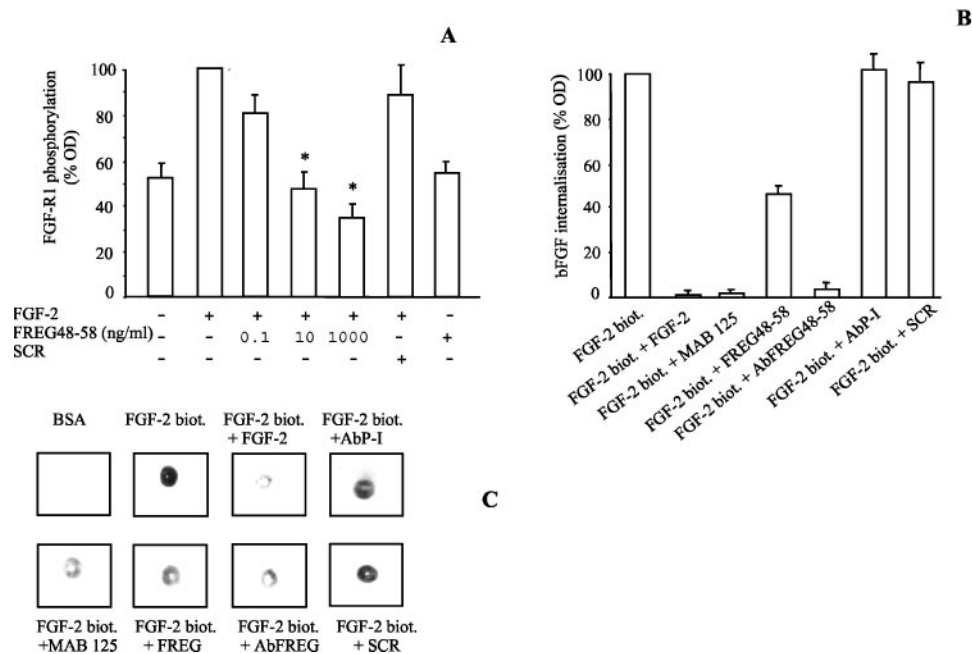 A
FGF-R1 phosphorylation
(% OD)
100
80
60
40
20
0
* *
FGF-2 - + + + + + -
FREG48-58 (ng/ml) - - 0.1 10 1000 - +
SCR - - - - - + -
B
bFGF internalisation (% OD)
100
80
60
40
20
0
FGF-2 biot.
FGF-2 biot. + FGF-2
FGF-2 biot. + MAB 125
FGF-2 biot. + FREG48-58
FGF-2 biot. + AbFREG48-58
FGF-2 biot. + AbP-I
FGF-2 biot. + SCR
C
BSA
FGF-2 biot.
FGF-2 biot.
+ FGF-2
FGF-2 biot.
+AbP-I
FGF-2 biot.
+MAB 125
FGF-2 biot.
+ FREG
FGF-2 biot.
+ AbFREG
FGF-2 biot.
+ SCR